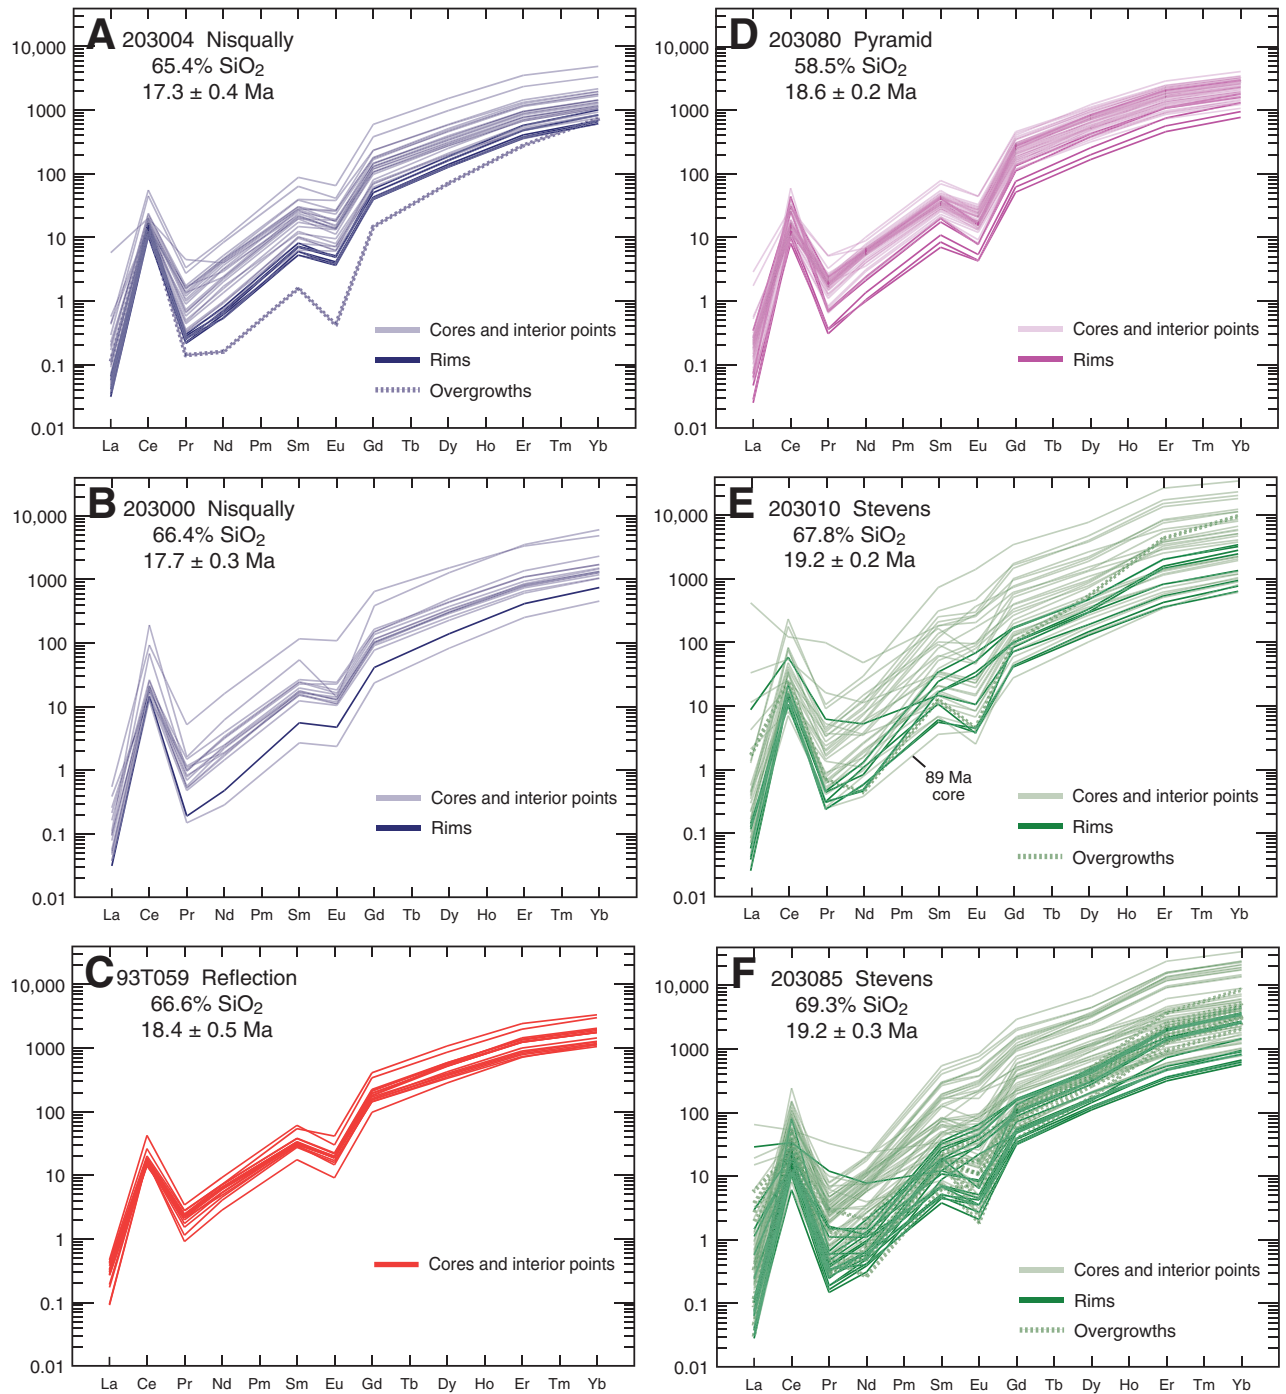 A 203004 Nisqually
65.4% SiO2
17.3 ± 0.4 Ma
10,000
1000
100
10
1
0.1
0.01
Cores and interior points
Rims
Overgrowths
La Ce Pr Nd Pm Sm Eu Gd Tb Dy Ho Er Tm Yb
D 203080 Pyramid
58.5% SiO2
18.6 ± 0.2 Ma
10,000
1000
100
10
1
0.1
0.01
Cores and interior points
Rims
La Ce Pr Nd Pm Sm Eu Gd Tb Dy Ho Er Tm Yb
B 203000 Nisqually
66.4% SiO2
17.7 ± 0.3 Ma
10,000
1000
100
10
1
0.1
0.01
Cores and interior points
Rims
La Ce Pr Nd Pm Sm Eu Gd Tb Dy Ho Er Tm Yb
E 203010 Stevens
67.8% SiO2
19.2 ± 0.2 Ma
10,000
1000
100
10
1
0.1
0.01
89 Ma
core
Cores and interior points
Rims
Overgrowths
La Ce Pr Nd Pm Sm Eu Gd Tb Dy Ho Er Tm Yb
C 93T059 Reflection
66.6% SiO2
18.4 ± 0.5 Ma
10,000
1000
100
10
1
0.1
0.01
Cores and interior points
La Ce Pr Nd Pm Sm Eu Gd Tb Dy Ho Er Tm Yb
F 203085 Stevens
69.3% SiO2
19.2 ± 0.3 Ma
10,000
1000
100
10
1
0.1
0.01
Cores and interior points
Rims
Overgrowths
La Ce Pr Nd Pm Sm Eu Gd Tb Dy Ho Er Tm Yb